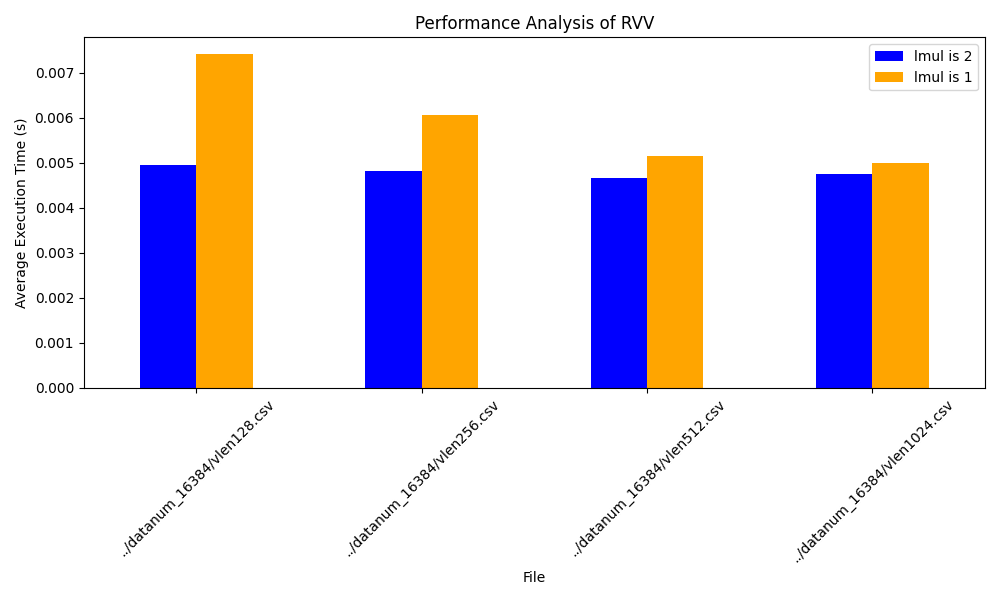 Performance Analysis of RVV
lmul is 2
lmul is 1
Average Execution Time (s)
0.007
0.006
0.005
0.004
0.003
0.002
0.001
0.000
../datanum_16384/vlen128.csv
../datanum_16384/vlen256.csv
../datanum_16384/vlen512.csv
../datanum_16384/vlen1024.csv
File